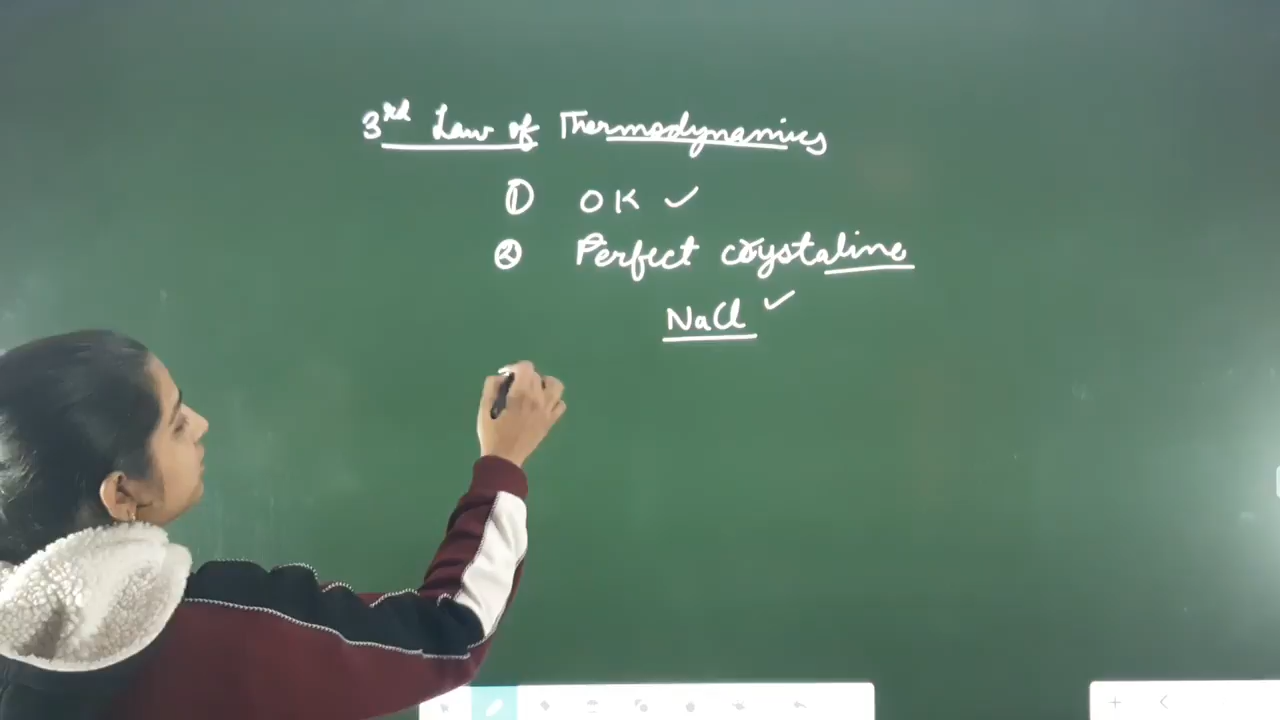 3rd Law of Thermodynamics
① 0K ✓
② Perfect crystaline
NaCl ✓